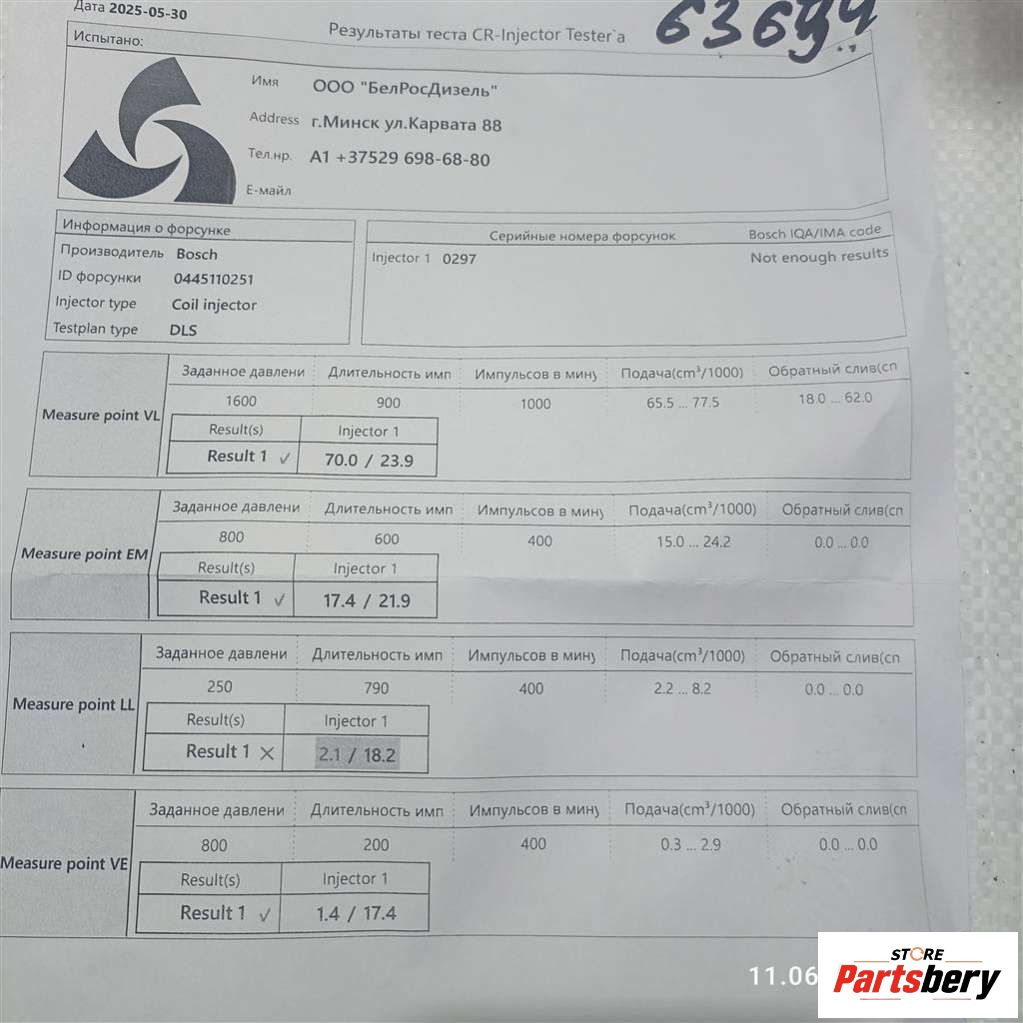 Дата 2025-05-30
Результаты теста CR-Injector Tester`a
63694
Испытано:
Имя ООО "БелРосДизель"
Address г.Минск ул.Карвата 88
Тел.нр. A1 +37529 698-68-80
Е-майл
Информация о форсунке
Производитель Bosch
ID форсунки 0445110251
Injector type Coil injector
Testplan type DLS
Серийные номера форсунок Bosch IQA/IMA code
Injector 1 0297 Not enough results
Measure point VL
Заданное давлени Длительность имп Импульсов в мину Подача(cm³/1000) Обратный слив(сп
1600 900 1000 65.5 ... 77.5 18.0 ... 62.0
Result(s) Injector 1
Result 1 ✓ 70.0 / 23.9
Measure point EM
Заданное давлени Длительность имп Импульсов в мину Подача(cm³/1000) Обратный слив(сп
800 600 400 15.0 ... 24.2 0.0 ... 0.0
Result(s) Injector 1
Result 1 ✓ 17.4 / 21.9
Measure point LL
Заданное давлени Длительность имп Импульсов в мину Подача(cm³/1000) Обратный слив(сп
250 790 400 2.2 ... 8.2 0.0 ... 0.0
Result(s) Injector 1
Result 1 ✕ 2.1 / 18.2
Measure point VE
Заданное давлени Длительность имп Импульсов в мину Подача(cm³/1000) Обратный слив(сп
800 200 400 0.3 ... 2.9 0.0 ... 0.0
Result(s) Injector 1
Result 1 ✓ 1.4 / 17.4
11.06
STORE
Partsbery